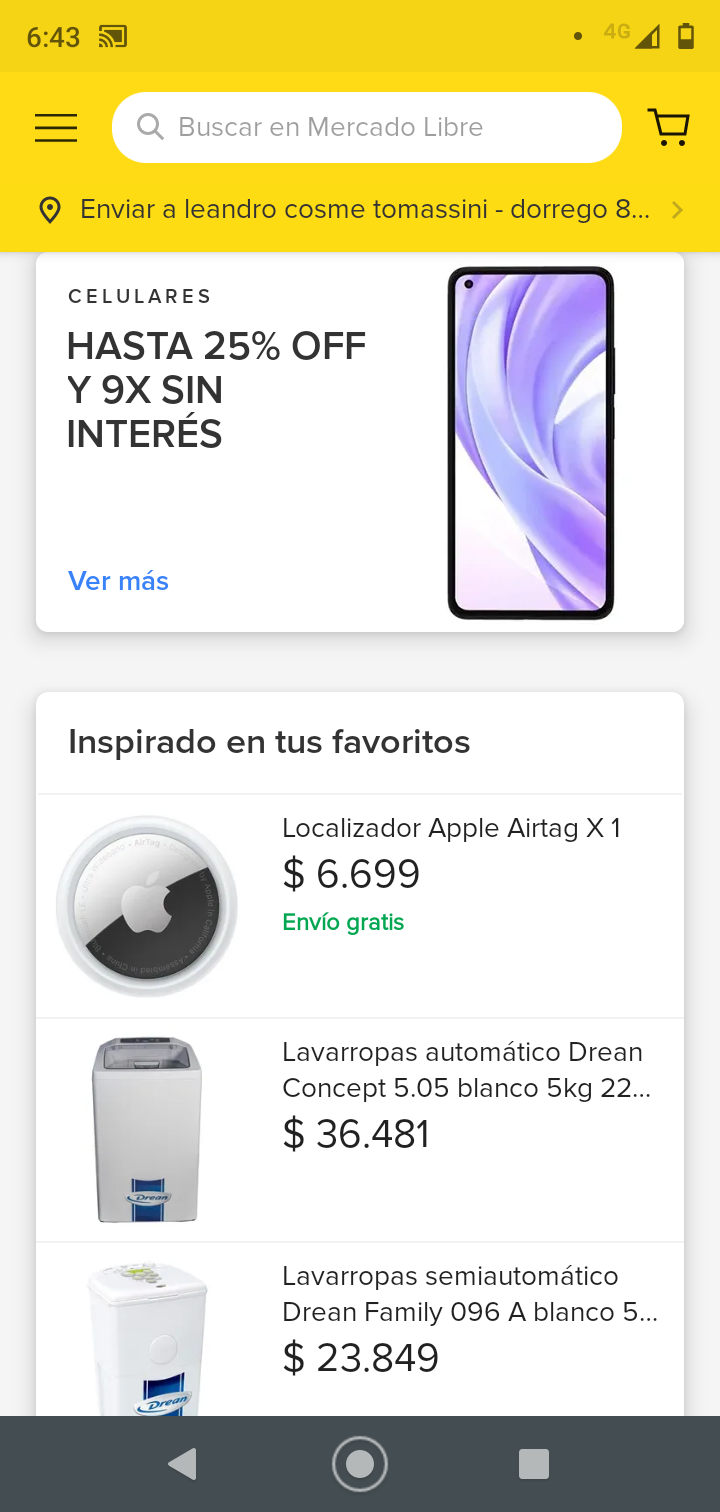 6:43
4G
Buscar en Mercado Libre
Enviar a leandro cosme tomassini - dorrego 8...
CELULARES
HASTA 25% OFF
Y 9X SIN
INTERÉS
Ver más
Inspirado en tus favoritos
Localizador Apple Airtag X 1
$ 6.699
Envío gratis
Lavarropas automático Drean
Concept 5.05 blanco 5kg 22...
$ 36.481
Drean
Lavarropas semiautomático
Drean Family 096 A blanco 5...
$ 23.849
Drean